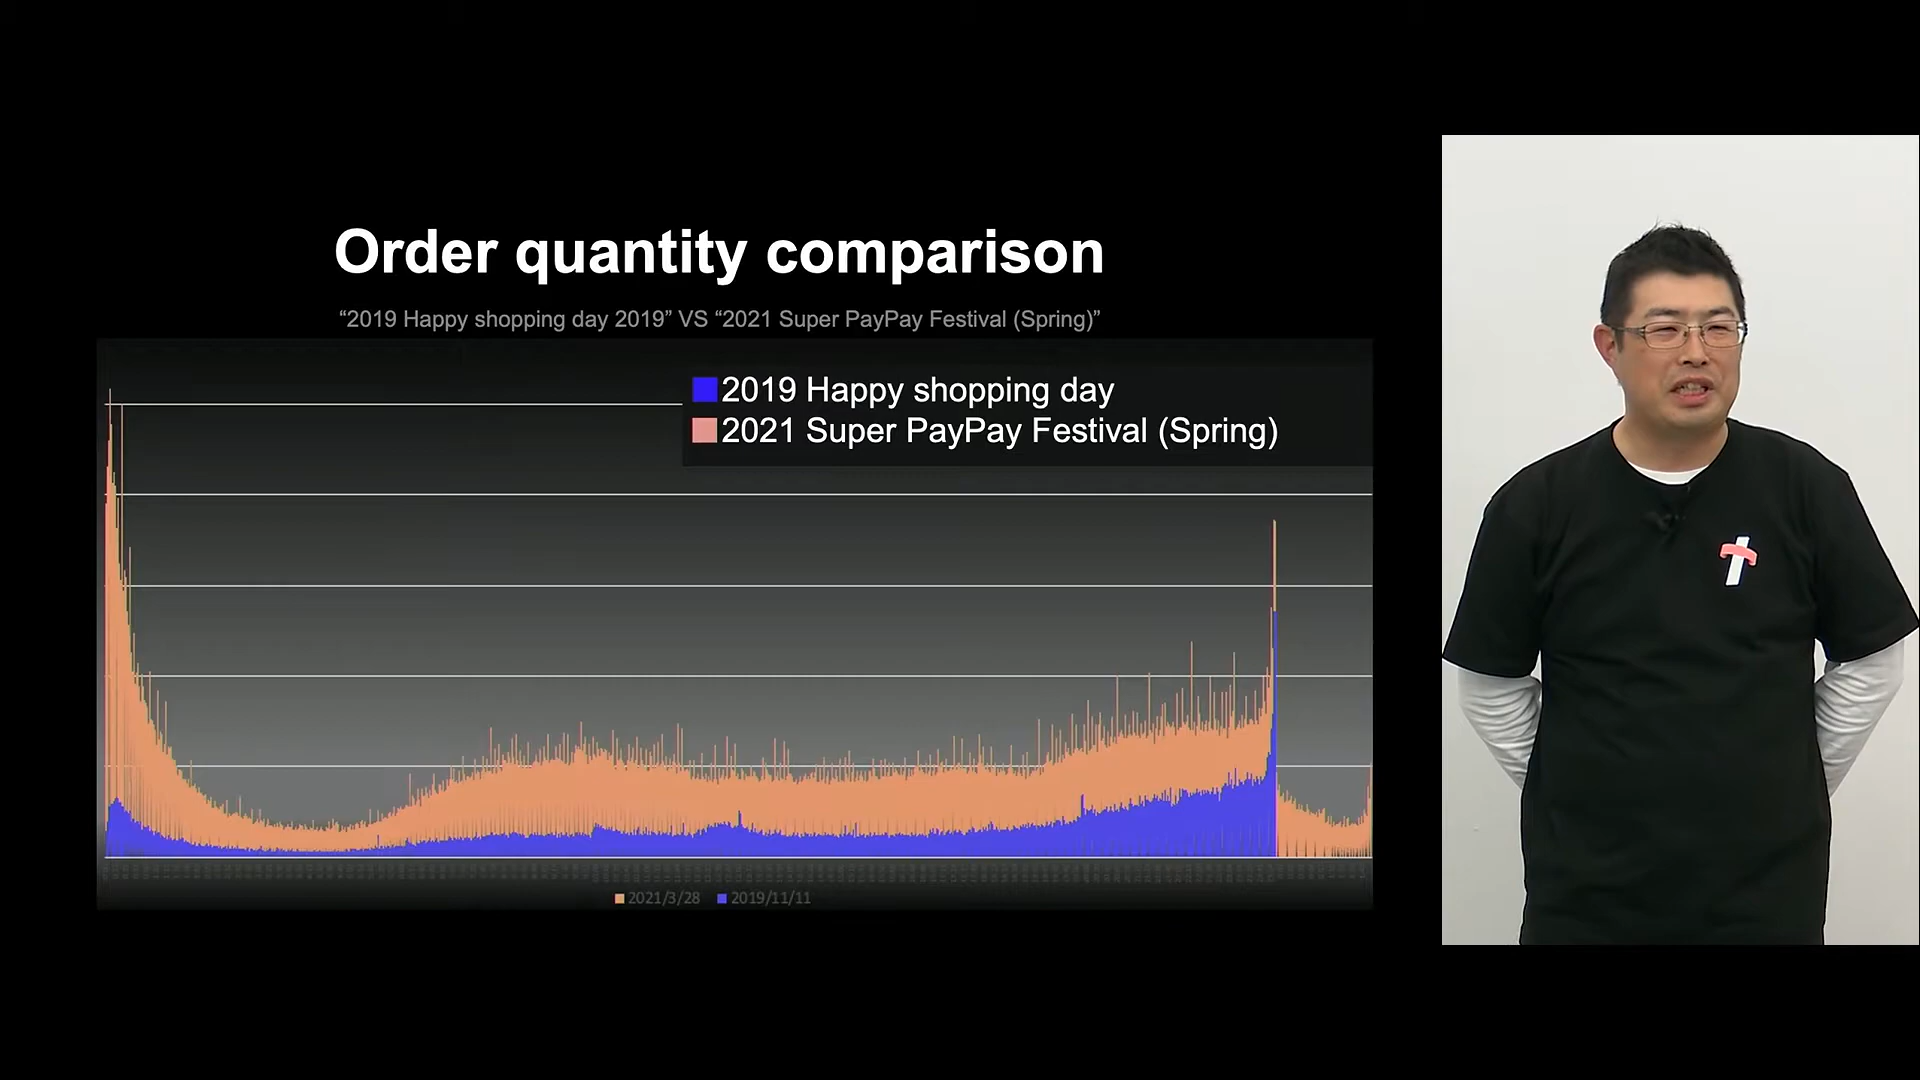 Order quantity comparison
“2019 Happy shopping day 2019” VS “2021 Super PayPay Festival (Spring)”
2019 Happy shopping day
2021 Super PayPay Festival (Spring)
2021/3/28 2019/11/11